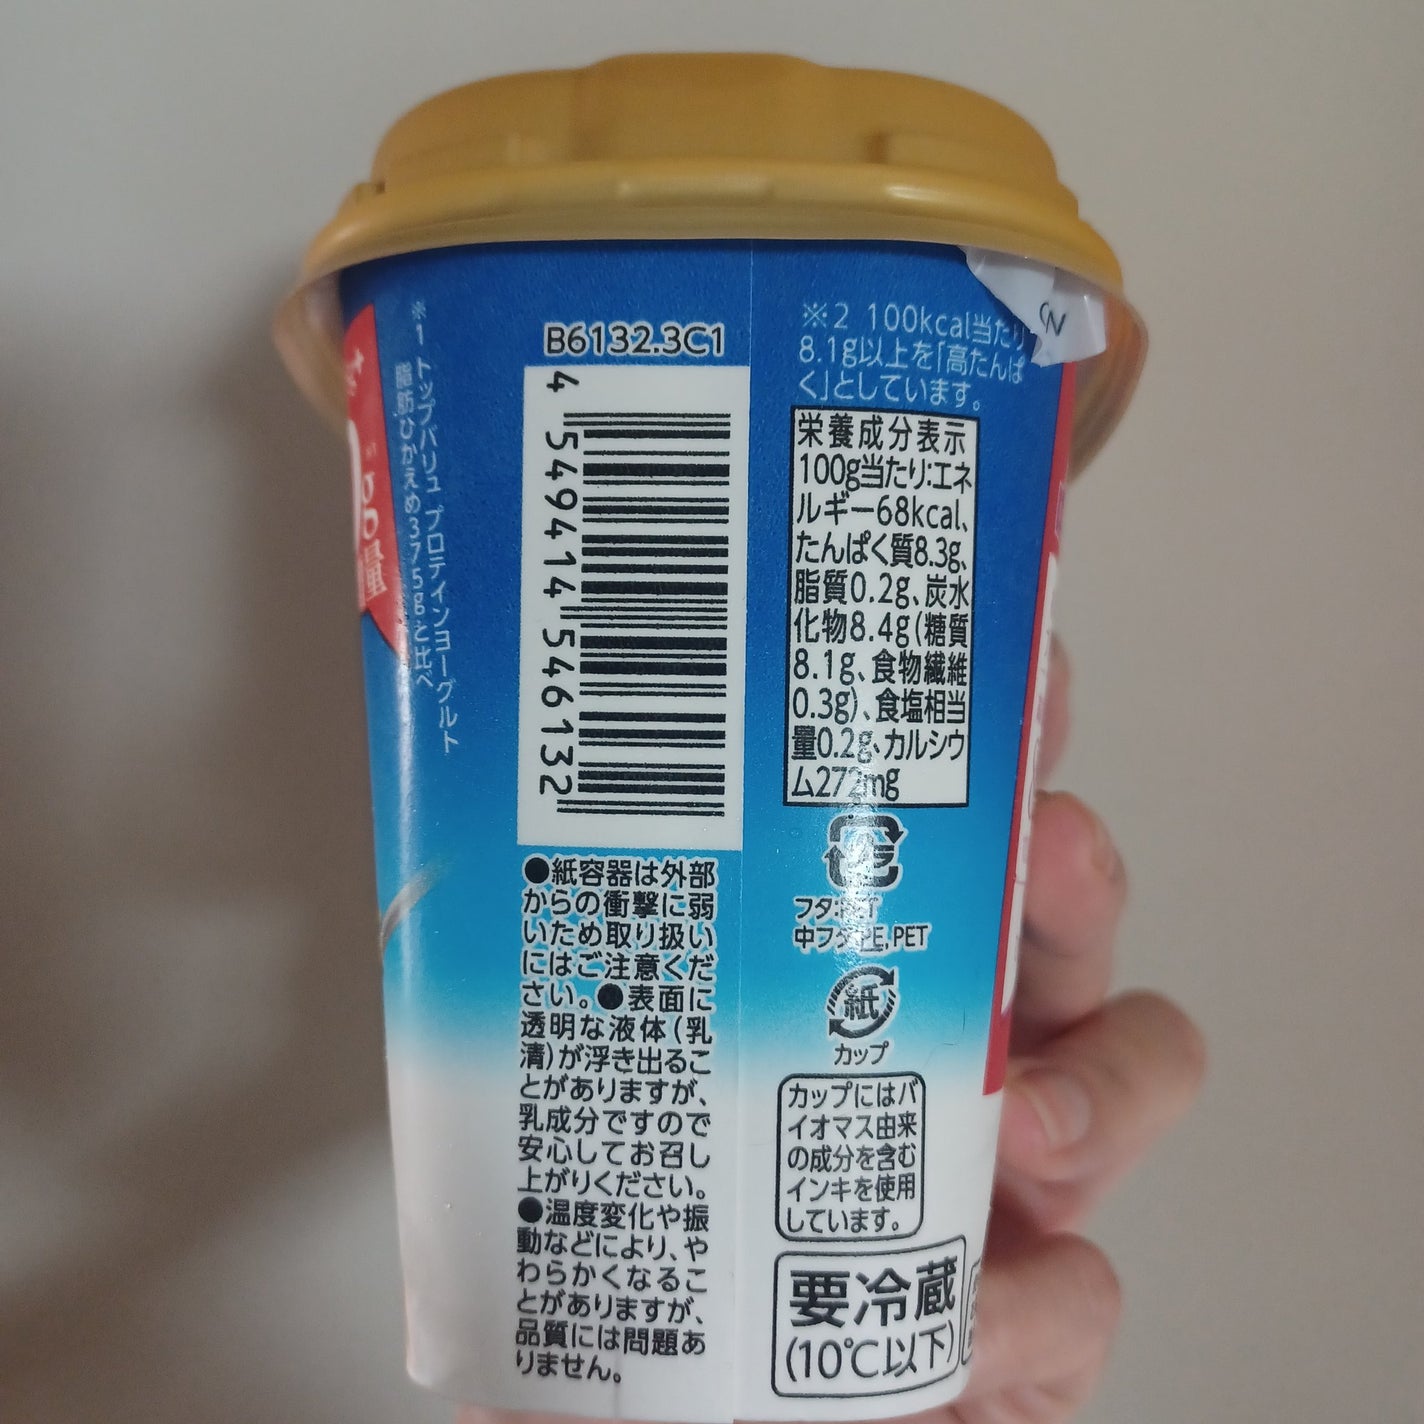 ※1 トップバリュ プロテインヨーグルト
脂肪ひかえめ375gと比べ
g
量
B6132.3C1
4 549414 546132
●紙容器は外部
からの衝撃に弱
いため取り扱い
にはご注意くだ
さい。●表面に
透明な液体(乳
清)が浮き出るこ
とがありますが、
乳成分ですので
安心してお召し
上がりください。
●温度変化や振
動などにより、や
わらかくなるこ
とがありますが、
品質には問題あ
りません。
※2 100kcal当たり
8.1g以上を「高たんぱ
く」としています。
栄養成分表示
100g当たり:エネ
ルギー68kcal、
たんぱく質8.3g、
脂質0.2g、炭水
化物8.4g(糖質
8.1g、食物繊維
0.3g)、食塩相当
量0.2g、カルシウ
ム272mg
プラ
フタ:PET
中フタ:PE,PET
紙
カップ
カップにはバ
イオマス由来
の成分を含む
インキを使用
しています。
要冷蔵
(10℃以下)